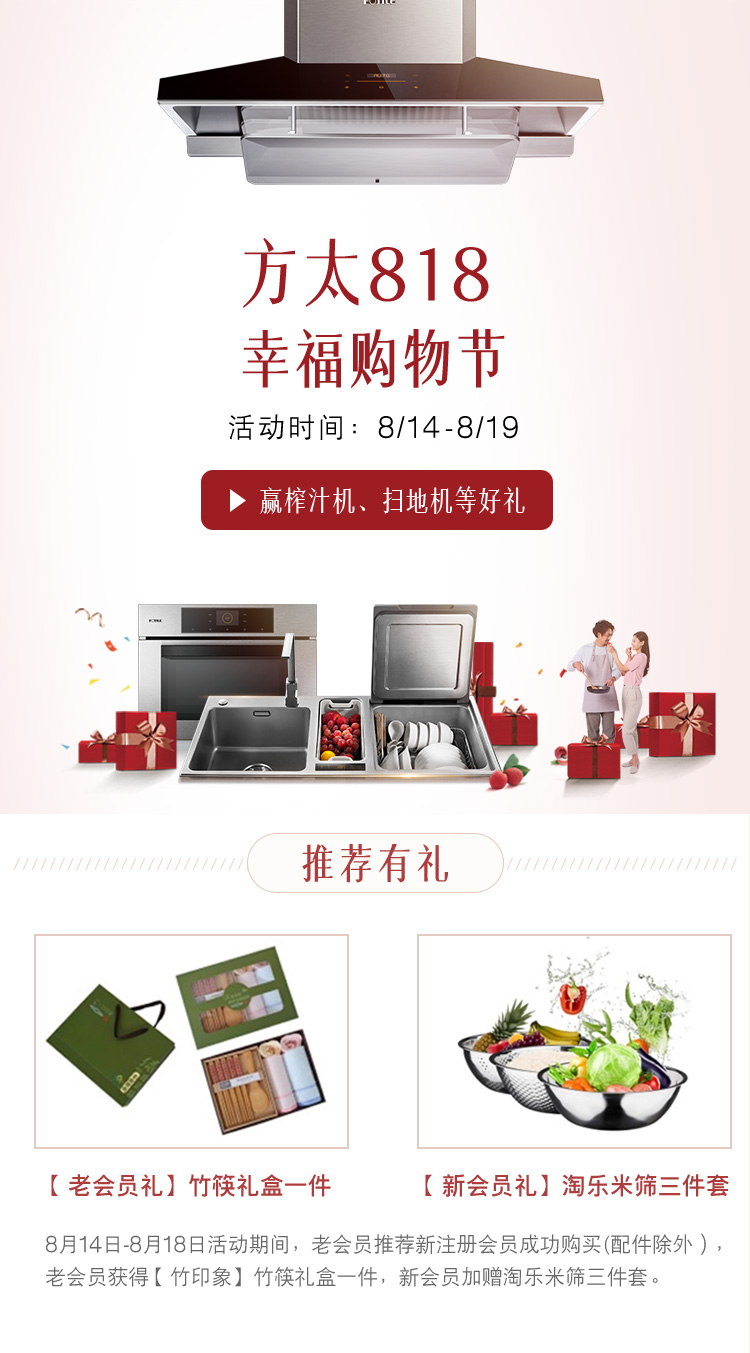 FOTILE
方太818
幸福购物节
活动时间：8/14-8/19
赢榨汁机、扫地机等好礼
FOTILE
推荐有礼
【 老会员礼】竹筷礼盒一件
【 新会员礼】淘乐米筛三件套
8月14日-8月18日活动期间，老会员推荐新注册会员成功购买(配件除外 ) ，
老会员获得【 竹印象】竹筷礼盒一件，新会员加赠淘乐米筛三件套。